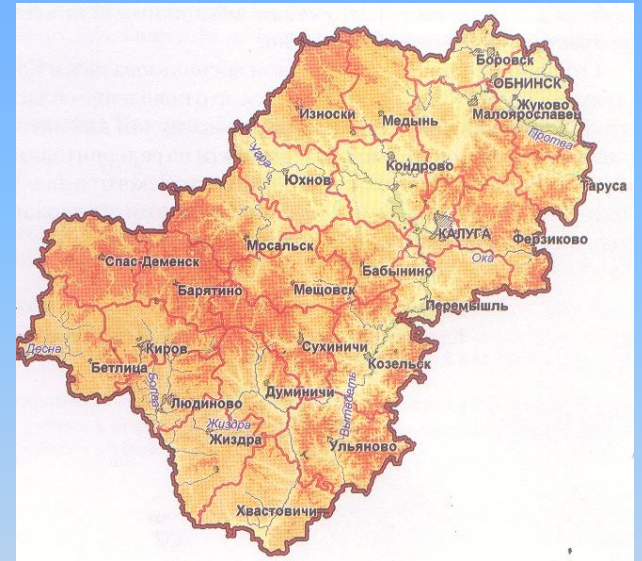 Боровск
ОБНИНСК
Жуково
Малоярославец
Протва
Износки
Медынь
Угра
Кондрово
Юхнов
Таруса
Мосальск
КАЛУГА
Ферзиково
Ока
Спас-Деменск
Бабынино
Барятино
Мещовск
Перемышль
Десна
Киров
Сухиничи
Козельск
Бетлица
Болва
Людиново
Думиничи
Вытебеть
Жиздра
Жиздра
Ульяново
Хвастовичи